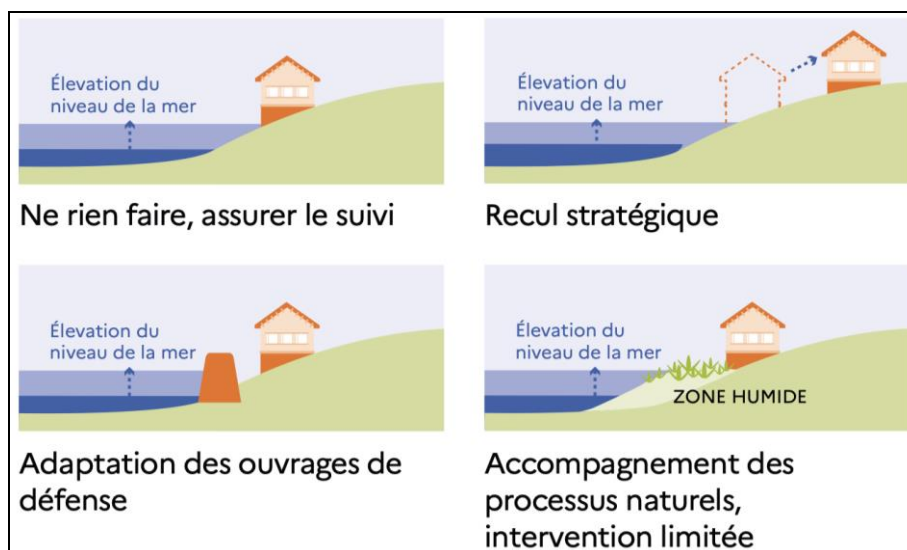 Élevation du
niveau de la mer
Ne rien faire, assurer le suivi
Élevation du
niveau de la mer
Recul stratégique
Élevation du
niveau de la mer
Adaptation des ouvrages de
défense
Élevation du
niveau de la mer
ZONE HUMIDE
Accompagnement des
processus naturels,
intervention limitée